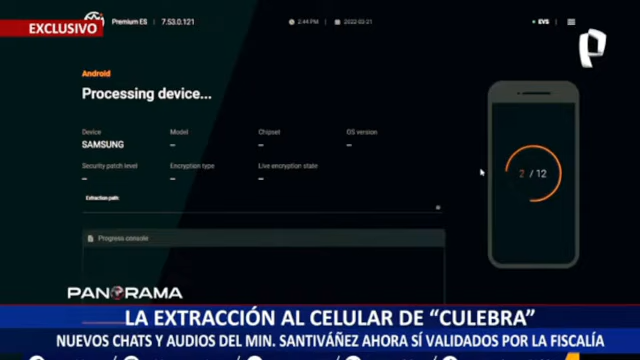 EXCLUSIVO
Premium ES 7.53.0.121
2:44 PM 2022-03-21
EVS
Android
Processing device...
Device Model Chipset OS version
SAMSUNG -- -- --
Security patch level Encryption type Live encryption state
-- -- --
Extraction path:
Progress console
2 / 12
PANORAMA
LA EXTRACCIÓN AL CELULAR DE “CULEBRA”
NUEVOS CHATS Y AUDIOS DEL MIN. SANTIVÁÑEZ AHORA SÍ VALIDADOS POR LA FISCALÍA